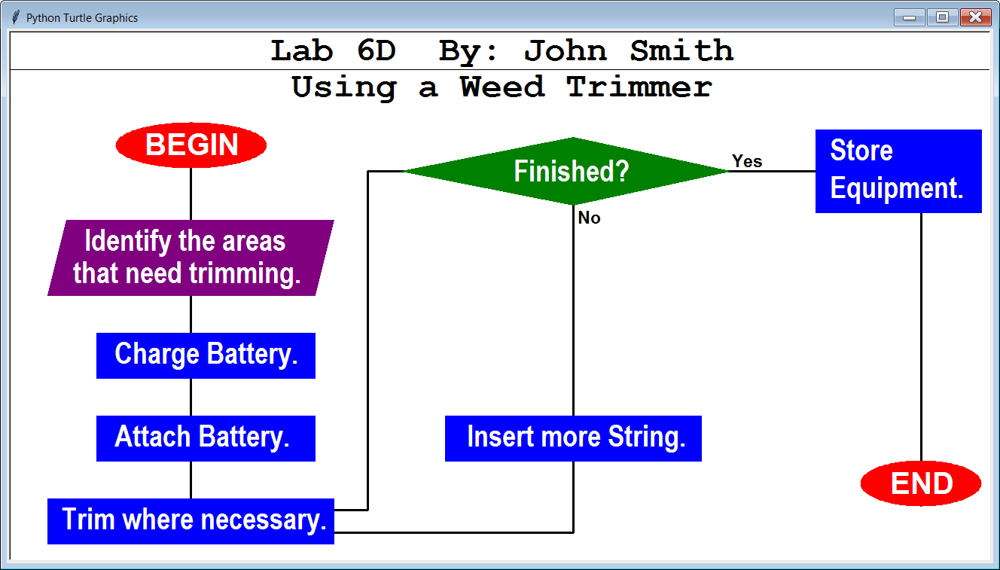 Python Turtle Graphics
Lab 6D  By: John Smith
Using a Weed Trimmer
BEGIN
Identify the areas
that need trimming.
Charge Battery.
Attach Battery.
Trim where necessary.
Finished?
Yes
No
Insert more String.
Store
Equipment.
END